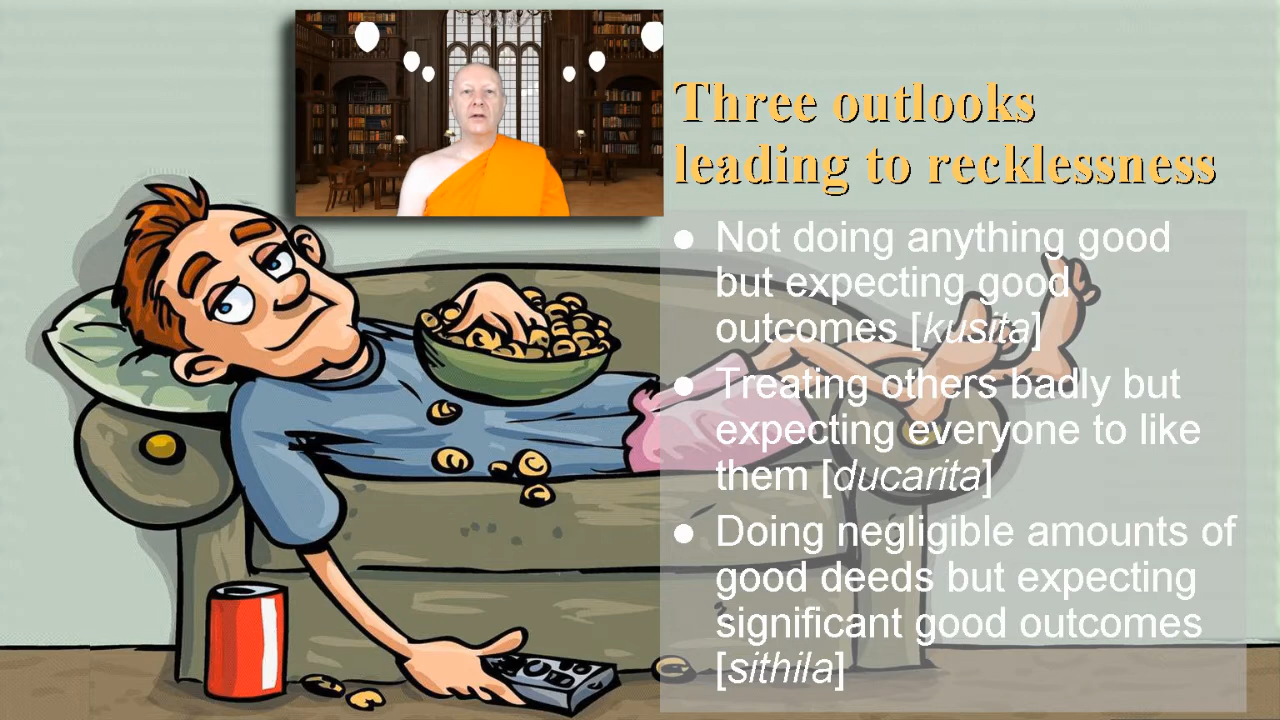 Three outlooks
leading to recklessness
● Not doing anything good
but expecting good
outcomes [kusita]
● Treating others badly but
expecting everyone to like
them [ducarita]
● Doing negligible amounts of
good deeds but expecting
significant good outcomes
[sithila]